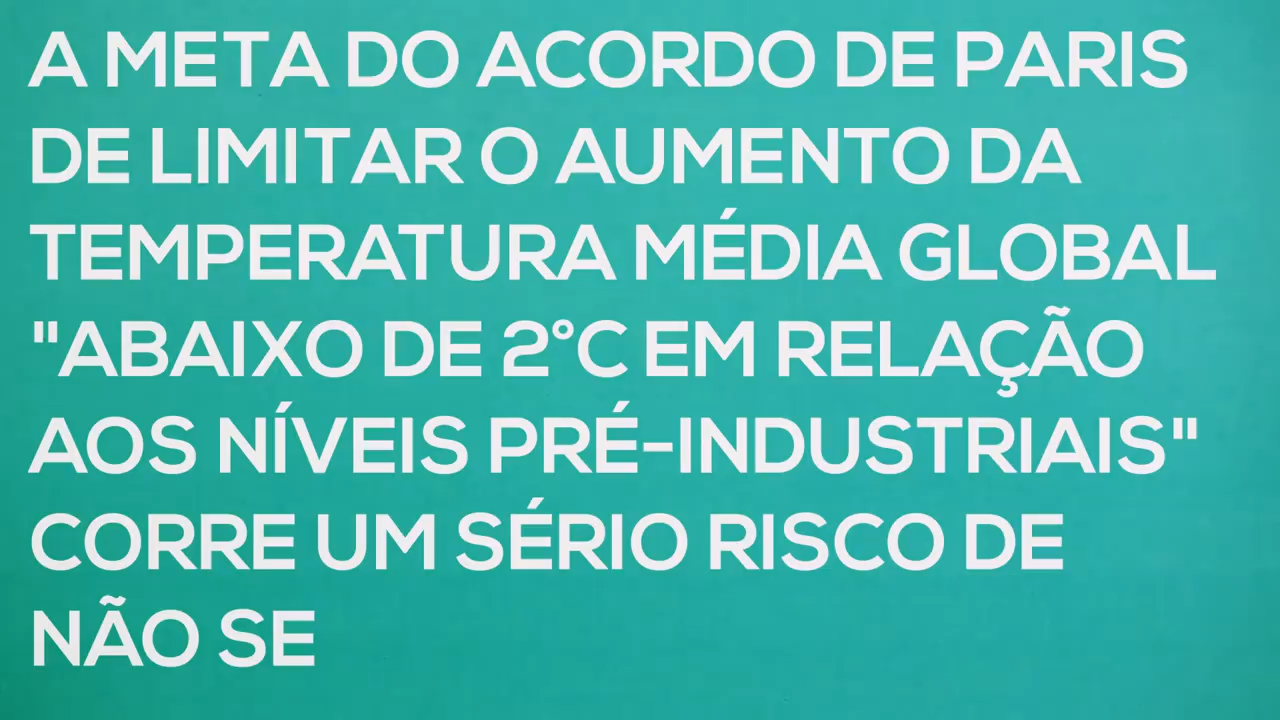 A META DO ACORDO DE PARIS
DE LIMITAR O AUMENTO DA
TEMPERATURA MÉDIA GLOBAL
"ABAIXO DE 2°C EM RELAÇÃO
AOS NÍVEIS PRÉ-INDUSTRIAIS"
CORRE UM SÉRIO RISCO DE
NÃO SE